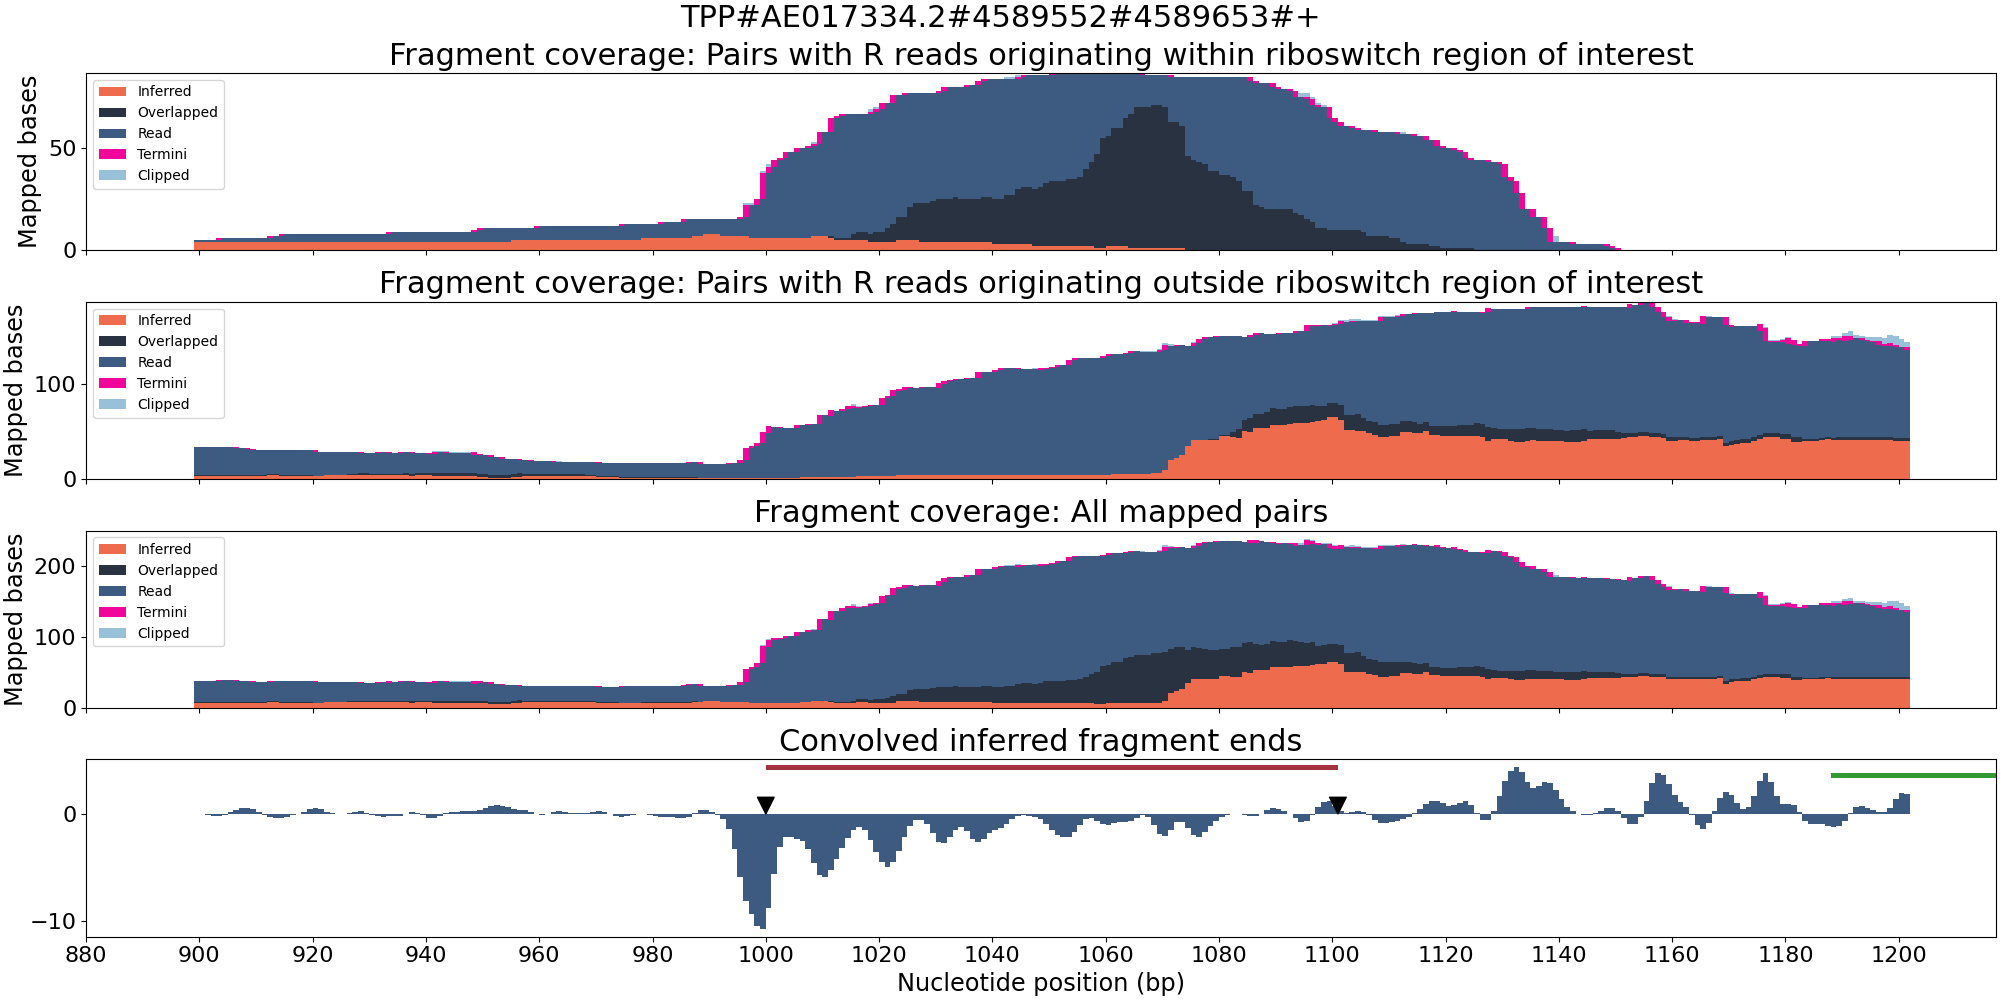 TPP#AE017334.2#4589552#4589653#+
Fragment coverage: Pairs with R reads originating within riboswitch region of interest
Mapped bases
50
0
Inferred
Overlapped
Read
Termini
Clipped
Fragment coverage: Pairs with R reads originating outside riboswitch region of interest
Mapped bases
100
0
Inferred
Overlapped
Read
Termini
Clipped
Fragment coverage: All mapped pairs
Mapped bases
200
100
0
Inferred
Overlapped
Read
Termini
Clipped
Convolved inferred fragment ends
0
−10
880 900 920 940 960 980 1000 1020 1040 1060 1080 1100 1120 1140 1160 1180 1200
Nucleotide position (bp)